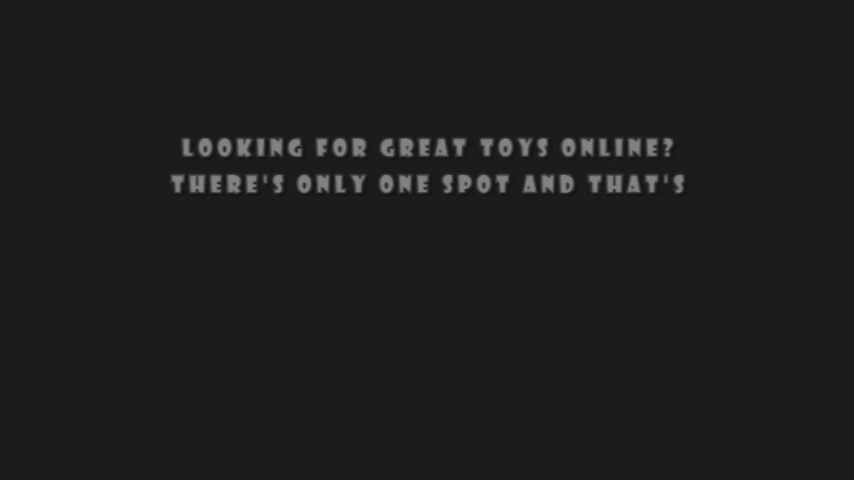 LOOKING FOR GREAT TOYS ONLINE?
THERE'S ONLY ONE SPOT AND THAT'S